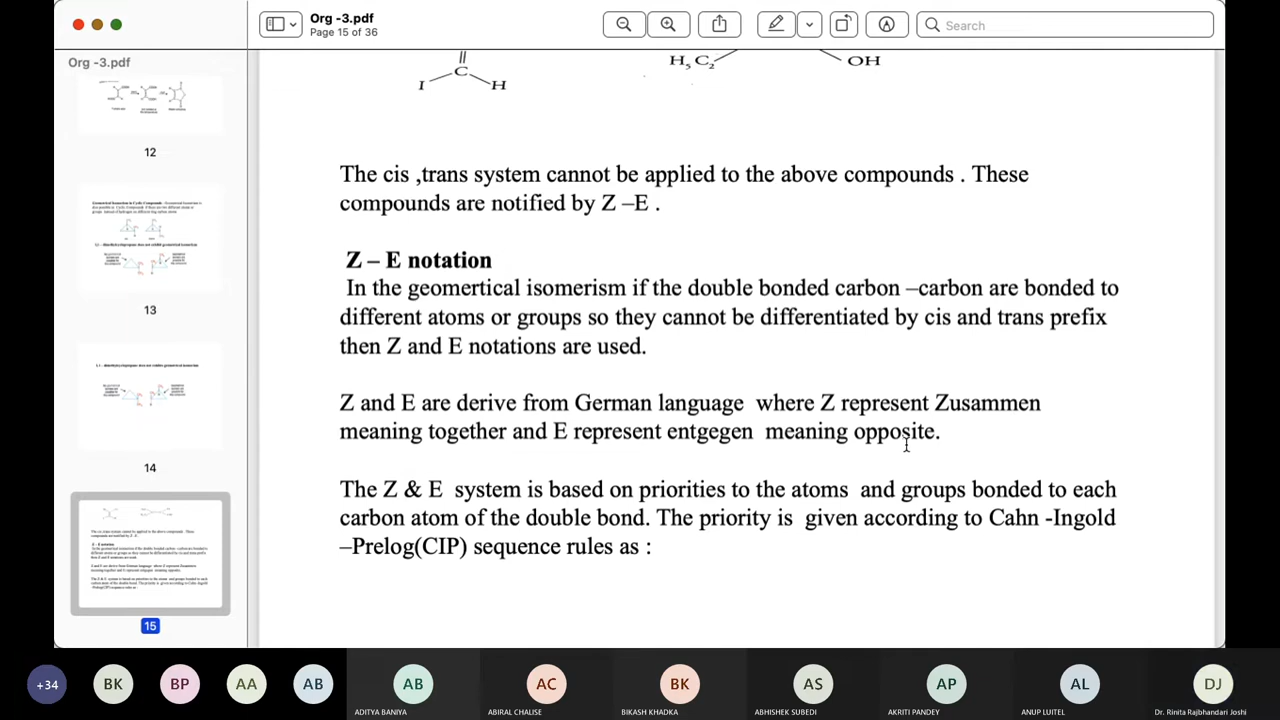 Org -3.pdf
Page 15 of 36
Search
Org -3.pdf
12
13
14
15
C
I
H
H5 C2
OH
The cis ,trans system cannot be applied to the above compounds . These
compounds are notified by Z –E .
Z – E notation
In the geomertical isomerism if the double bonded carbon –carbon are bonded to
different atoms or groups so they cannot be differentiated by cis and trans prefix
then Z and E notations are used.
Z and E are derive from German language where Z represent Zusammen
meaning together and E represent entgegen meaning opposite.
The Z & E system is based on priorities to the atoms and groups bonded to each
carbon atom of the double bond. The priority is given according to Cahn -Ingold
–Prelog(CIP) sequence rules as :
+34
BK
BP
AA
AB
AB
AC
BK
AS
AP
AL
DJ
ADITYA BANIYA
ABIRAL CHALISE
BIKASH KHADKA
ABHISHEK SUBEDI
AKRITI PANDEY
ANUP LUITEL
Dr. Rinita Rajbhandari Joshi